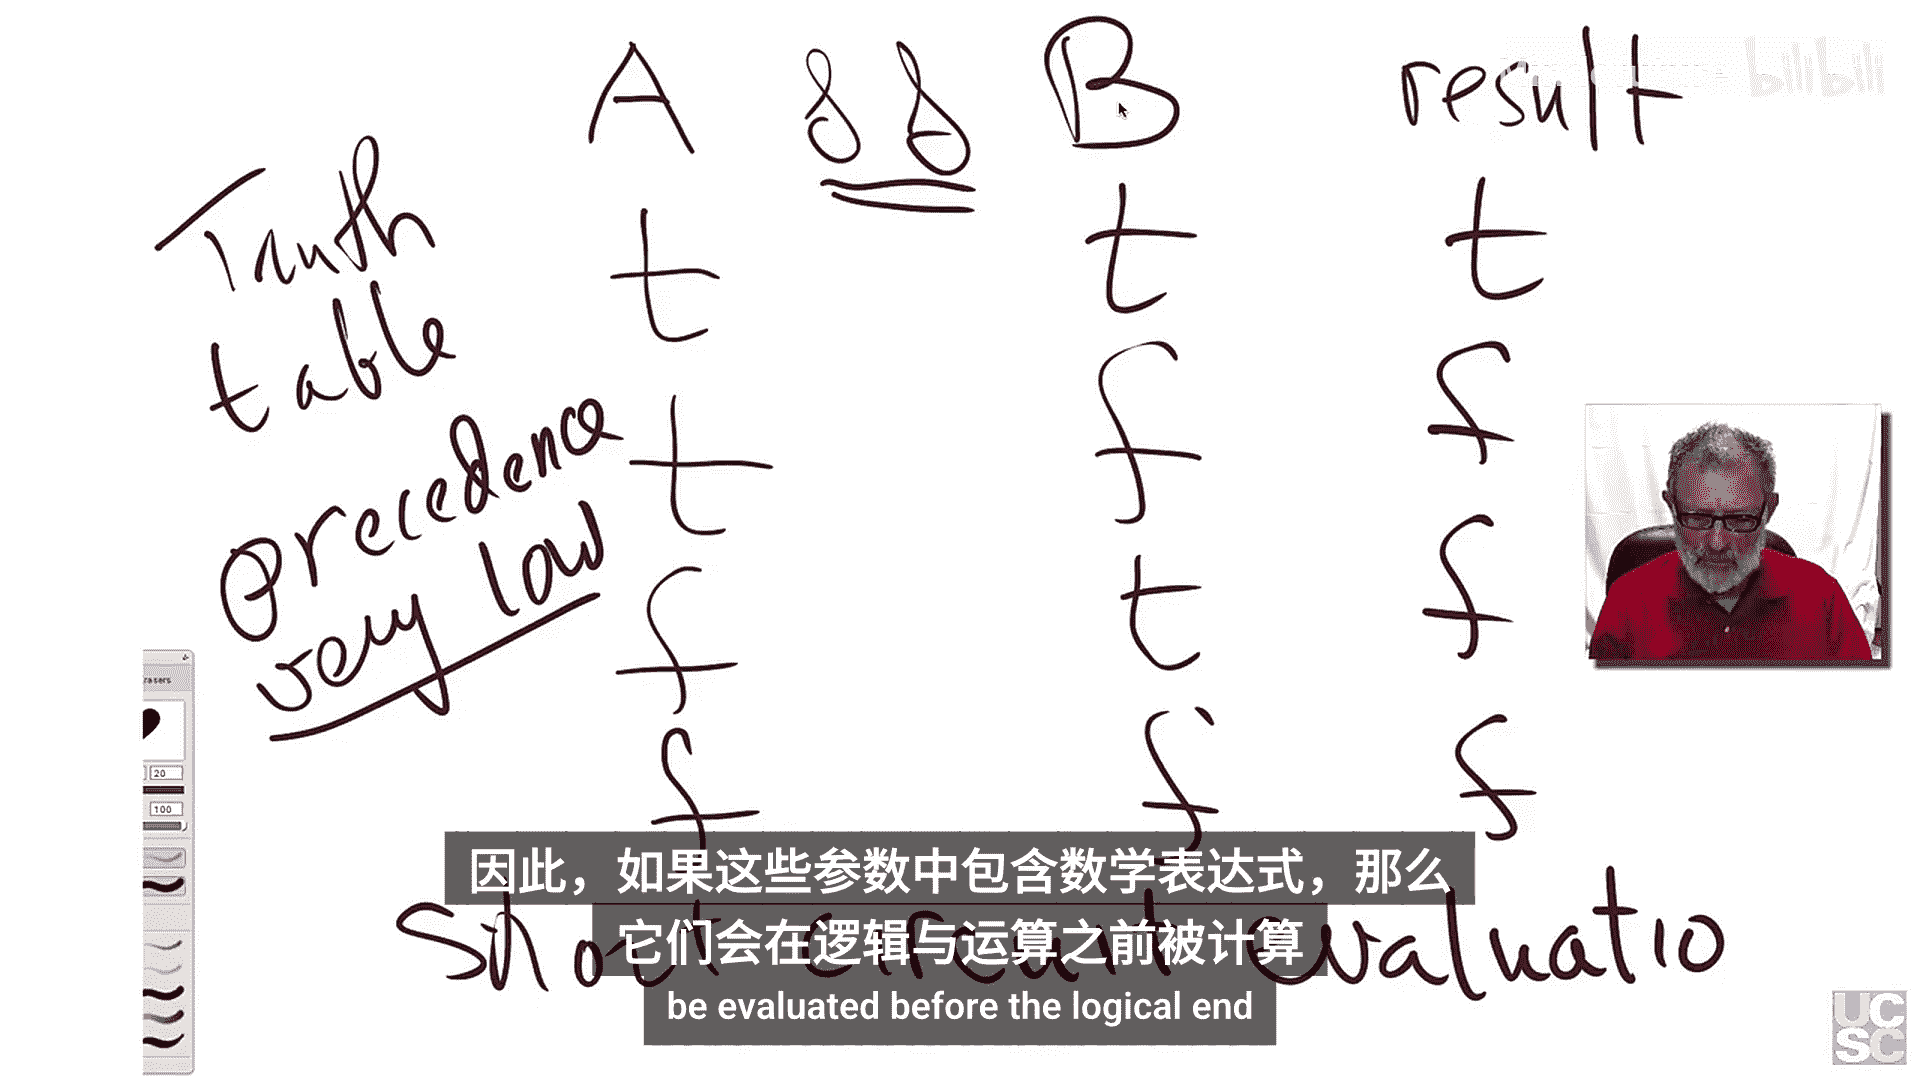 A && B result
Truth
table
t t t
precedence
very low
t f f
f t f
f f f
short circuit evaluatio
rasers
20
100
因此，如果这些参数中包含数学表达式，那么
它们会在逻辑与运算之前被计算
be evaluated before the logical end
bilibili
UC
SC